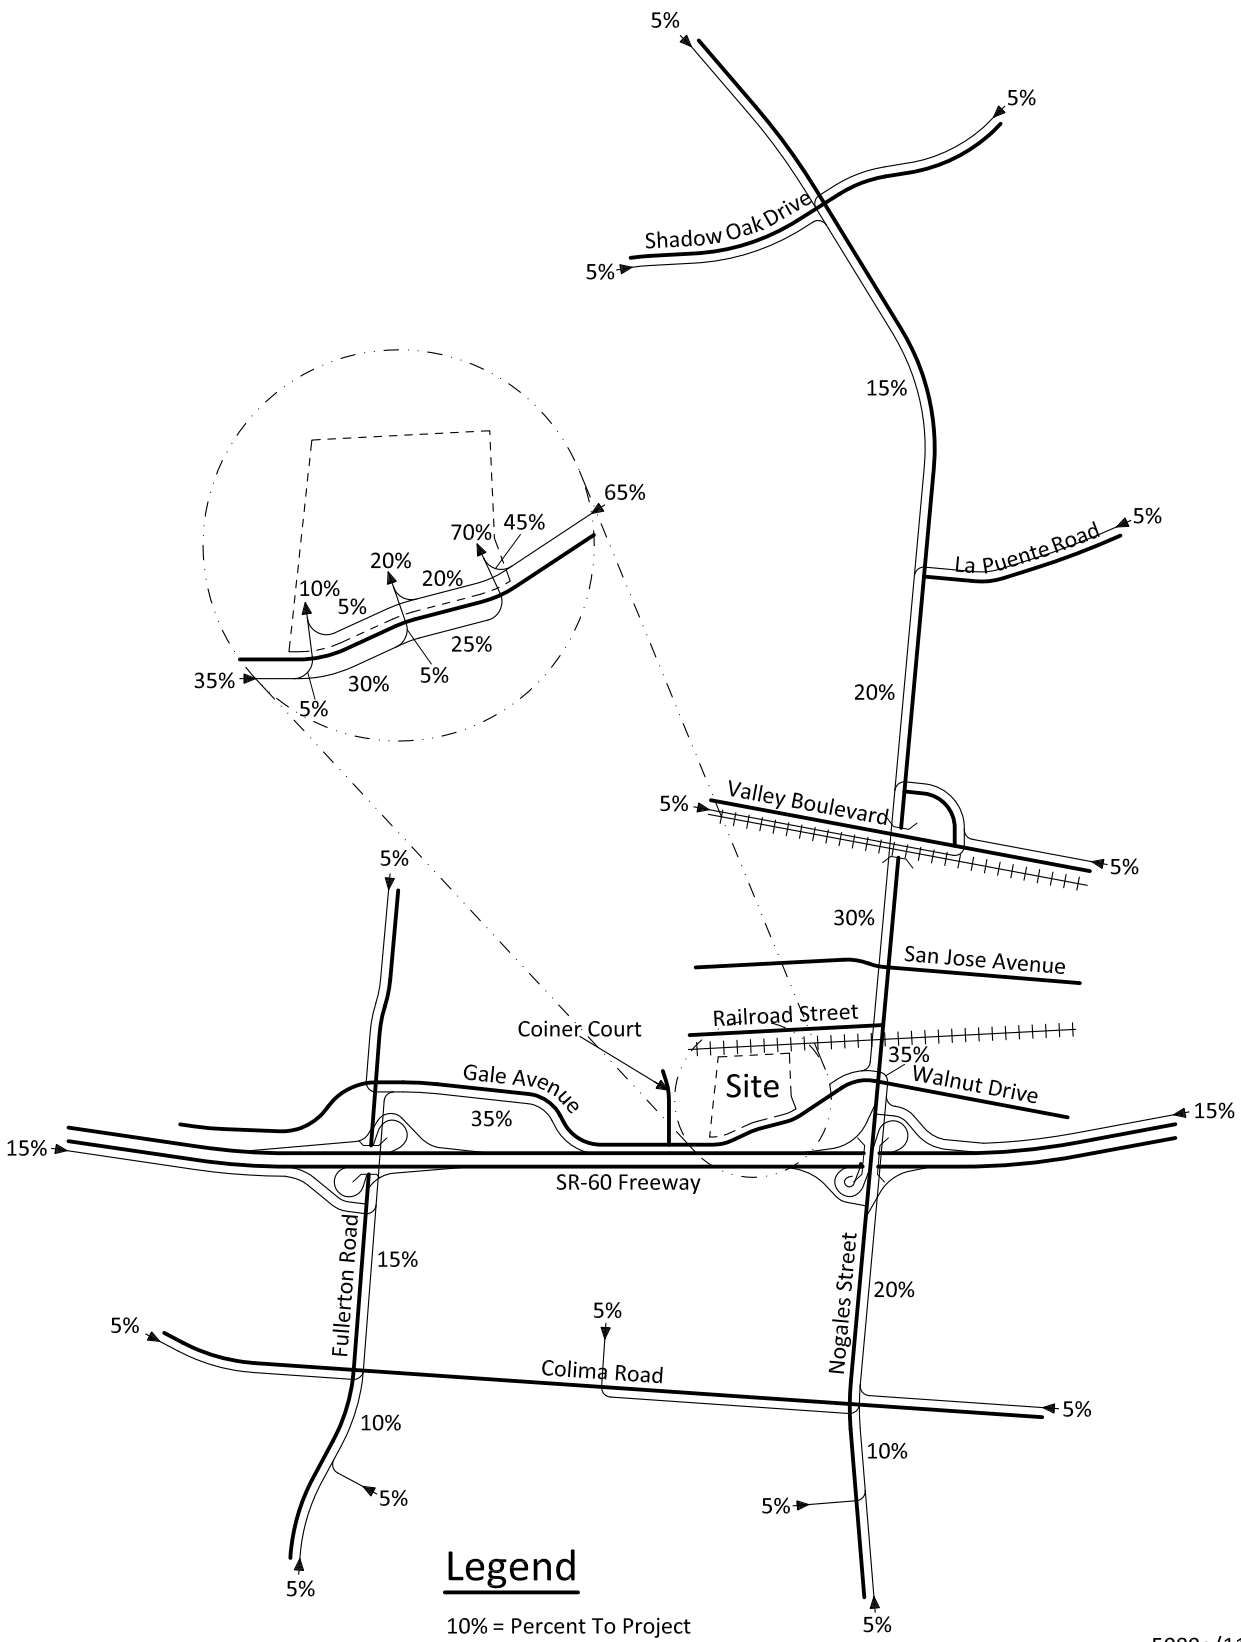 5%
5%
Shadow Oak Drive
5%
15%
65%
5%
45%
70%
La Puente Road
20%
20%
10%
5%
25%
5%
35%
30%
5%
20%
Valley Boulevard
5%
5%
5%
30%
San Jose Avenue
Railroad Street
Coiner Court
35%
Walnut Drive
Gale Avenue
Site
35%
15%
15%
SR-60 Freeway
Fullerton Road
15%
Nogales Street
20%
5%
5%
Colima Road
5%
10%
10%
5%
5%
5%
5%
Legend
10% = Percent To Project